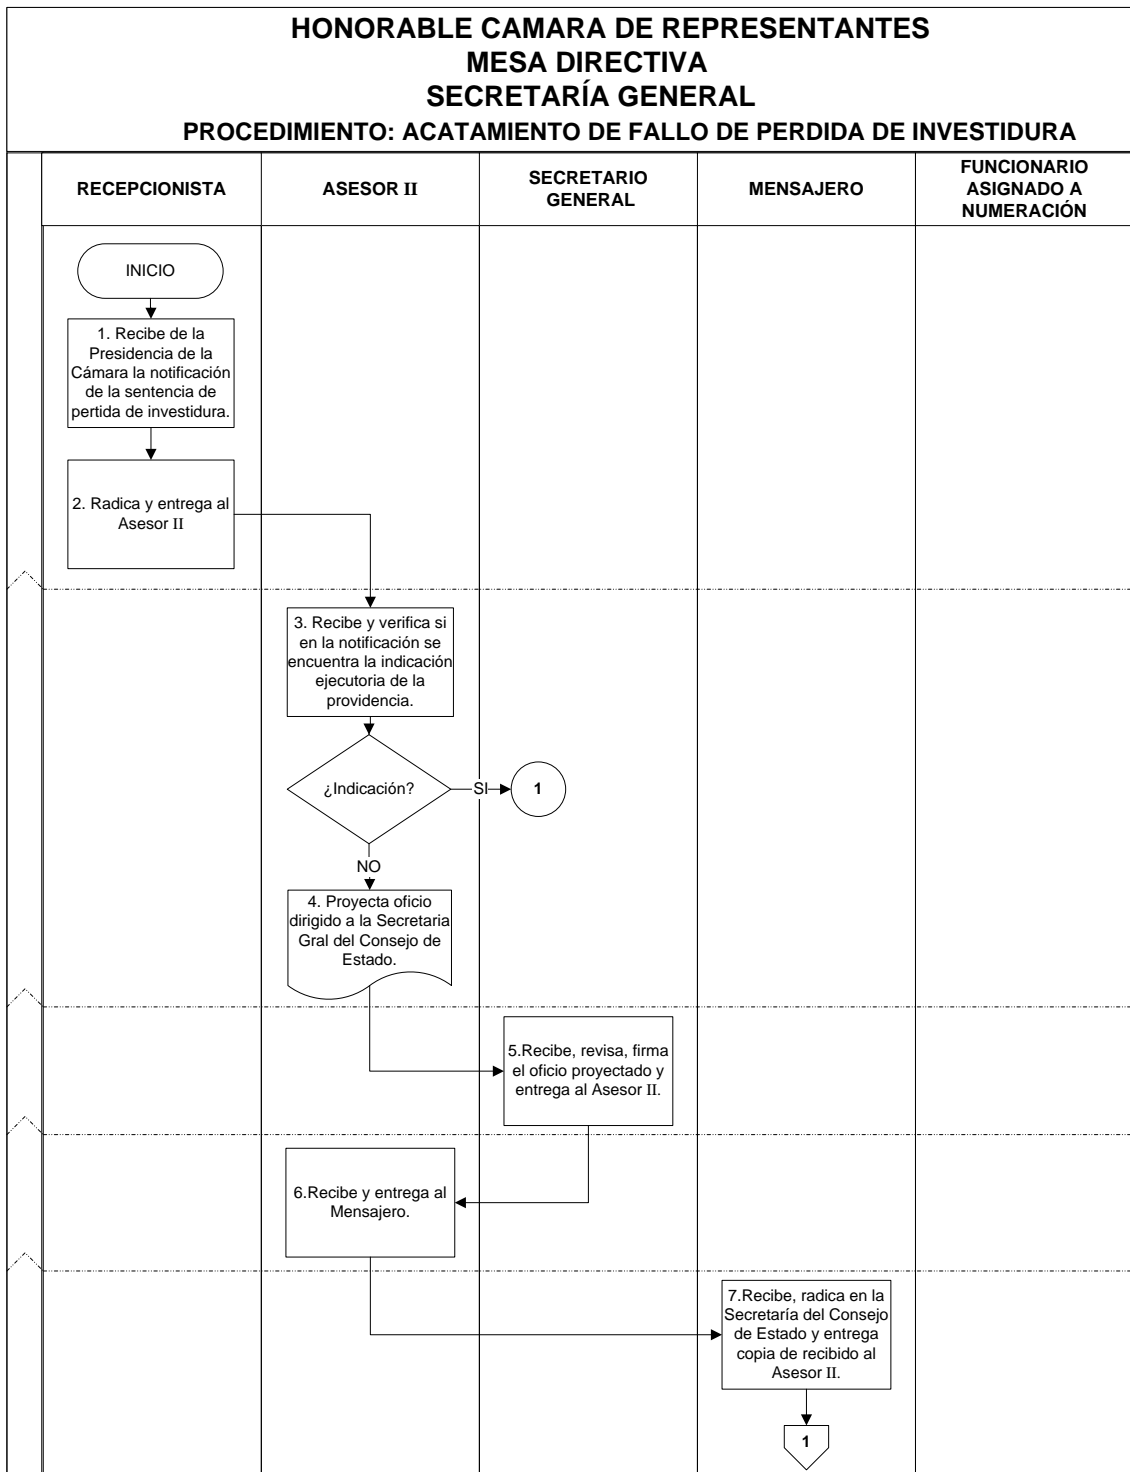 HONORABLE CAMARA DE REPRESENTANTES
MESA DIRECTIVA
SECRETARÍA GENERAL
PROCEDIMIENTO: ACATAMIENTO DE FALLO DE PERDIDA DE INVESTIDURA
RECEPCIONISTA
ASESOR II
SECRETARIO
GENERAL
MENSAJERO
FUNCIONARIO
ASIGNADO A
NUMERACIÓN
INICIO
1. Recibe de la
Presidencia de la
Cámara la notificación
de la sentencia de
pertida de investidura.
2. Radica y entrega al
Asesor II
3. Recibe y verifica si
en la notificación se
encuentra la indicación
ejecutoria de la
providencia.
¿Indicación?
SI
1
NO
4. Proyecta oficio
dirigido a la Secretaria
Gral del Consejo de
Estado.
5.Recibe, revisa, firma
el oficio proyectado y
entrega al Asesor II.
6.Recibe y entrega al
Mensajero.
7.Recibe, radica en la
Secretaría del Consejo
de Estado y entrega
copia de recibido al
Asesor II.
1